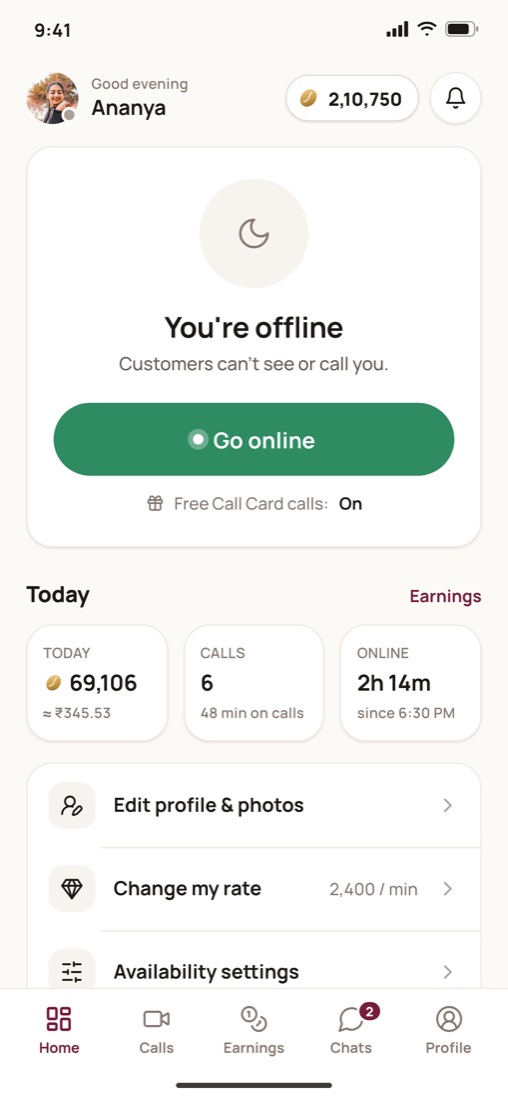 9:41
Good evening
Ananya
2,10,750
You're offline
Customers can't see or call you.
Go online
Free Call Card calls: On
Today
Earnings
TODAY
69,106
≈ ₹345.53
CALLS
6
48 min on calls
ONLINE
2h 14m
since 6:30 PM
Edit profile & photos
Change my rate
2,400 / min
Availability settings
Home
Calls
1
Earnings
2
Chats
Profile